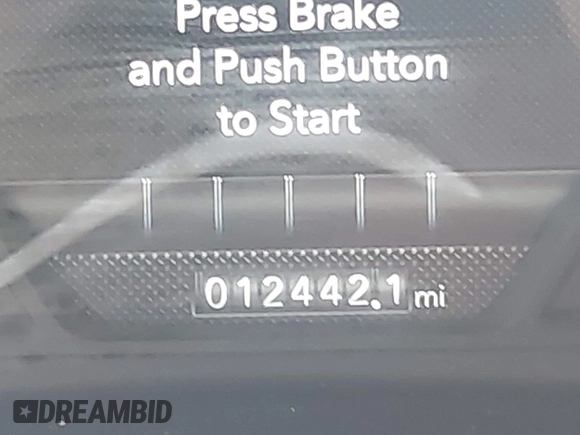 Press Brake
and Push Button
to Start
012442.1 mi
DREAMBID